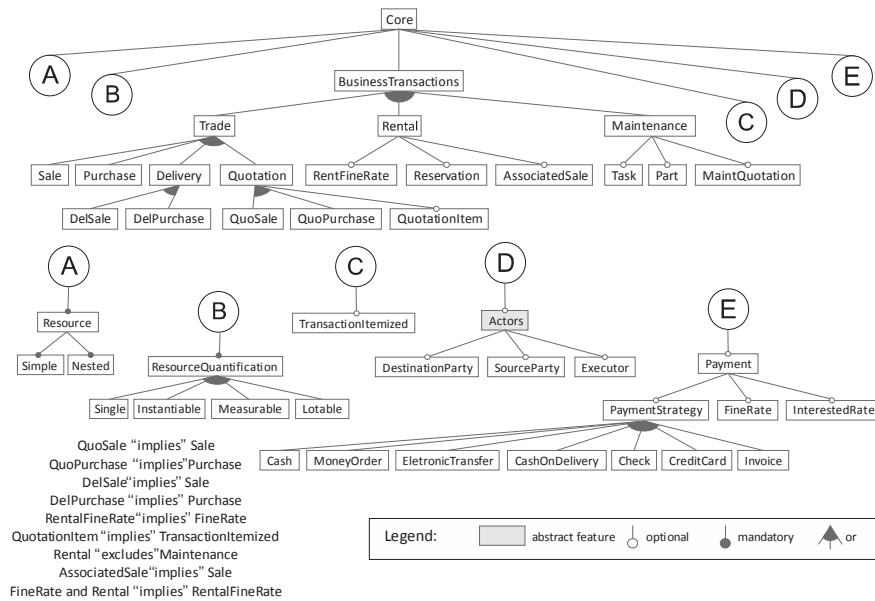 Core
A
B
BusinessTransactions
C
D
E
Trade
Rental
Maintenance
Sale
Purchase
Delivery
Quotation
RentFineRate
Reservation
AssociatedSale
Task
Part
MaintQuotation
DelSale
DelPurchase
QuoSale
QuoPurchase
QuotationItem
A
B
C
D
E
Resource
Simple
Nested
ResourceQuantification
Single
Instantiable
Measurable
Lotable
TransactionItemized
Actors
DestinationParty
SourceParty
Executor
Payment
PaymentStrategy
FineRate
InterestedRate
Cash
MoneyOrder
EletronicTransfer
CashOnDelivery
Check
CreditCard
Invoice
QuoSale “implies” Sale
QuoPurchase “implies”Purchase
DelSale“implies” Sale
DelPurchase “implies” Purchase
RentalFineRate“implies” FineRate
QuotationItem “implies” TransactionItemized
Rental “excludes”Maintenance
AssociatedSale“implies” Sale
FineRate and Rental “implies” RentalFineRate
Legend:
abstract feature
optional
mandatory
or